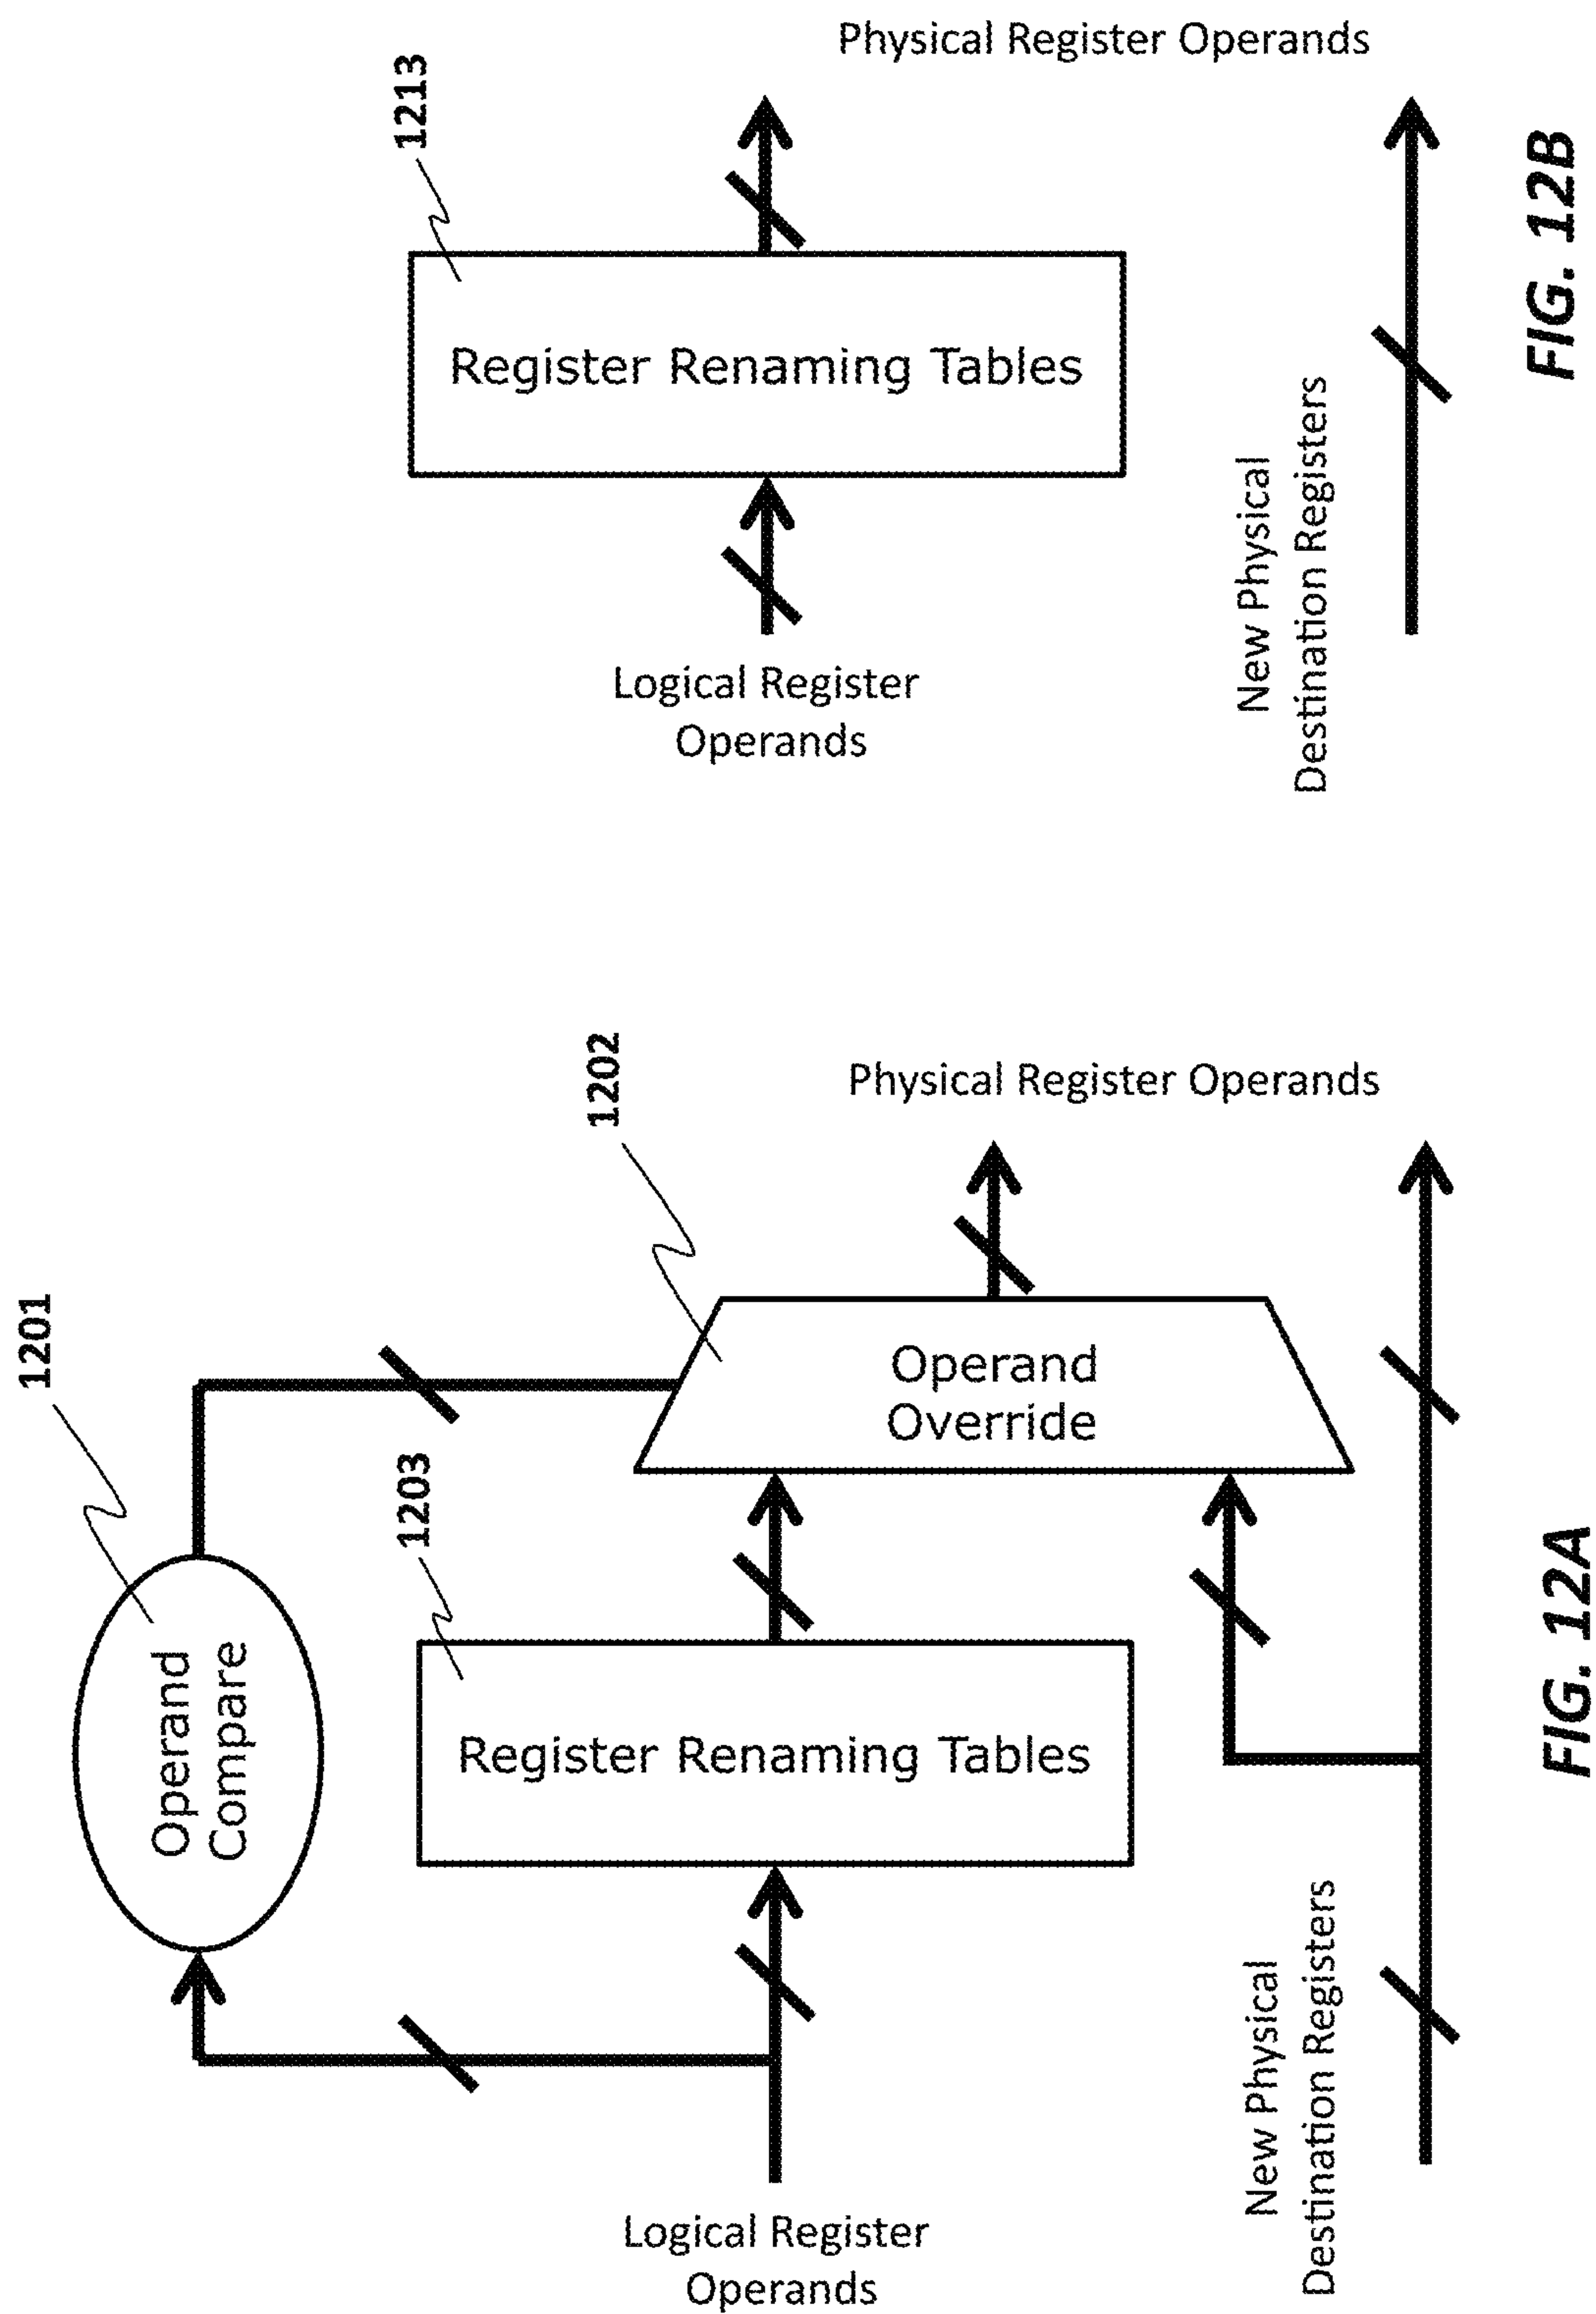 1201
Operand
Compare
1203
Register Renaming Tables
1202
Operand
Override
Logical Register
Operands
Physical Register Operands
New Physical
Destination Registers
FIG. 12A
1213
Register Renaming Tables
Logical Register
Operands
Physical Register Operands
New Physical
Destination Registers
FIG. 12B